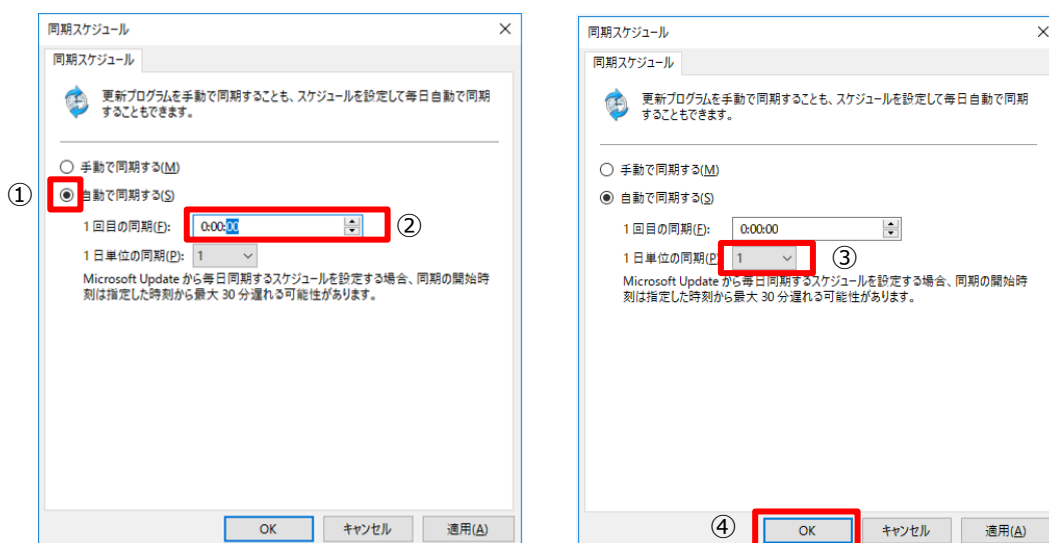 同期スケジュール
同期スケジュール
更新プログラムを手動で同期することも、スケジュールを設定して毎日自動で同期
することもできます。
手動で同期する(M)
①
自動で同期する(S)
1 回目の同期(F):
0:00:00
②
1 日単位の同期(P):
1
Microsoft Update から毎日同期するスケジュールを設定する場合、同期の開始時
刻は指定した時刻から最大 30 分遅れる可能性があります。
OK
キャンセル
適用(A)
同期スケジュール
同期スケジュール
更新プログラムを手動で同期することも、スケジュールを設定して毎日自動で同期
することもできます。
手動で同期する(M)
自動で同期する(S)
1 回目の同期(F):
0:00:00
1 日単位の同期(P
1
③
Microsoft Update から毎日同期するスケジュールを設定する場合、同期の開始時
刻は指定した時刻から最大 30 分遅れる可能性があります。
④
OK
キャンセル
適用(A)